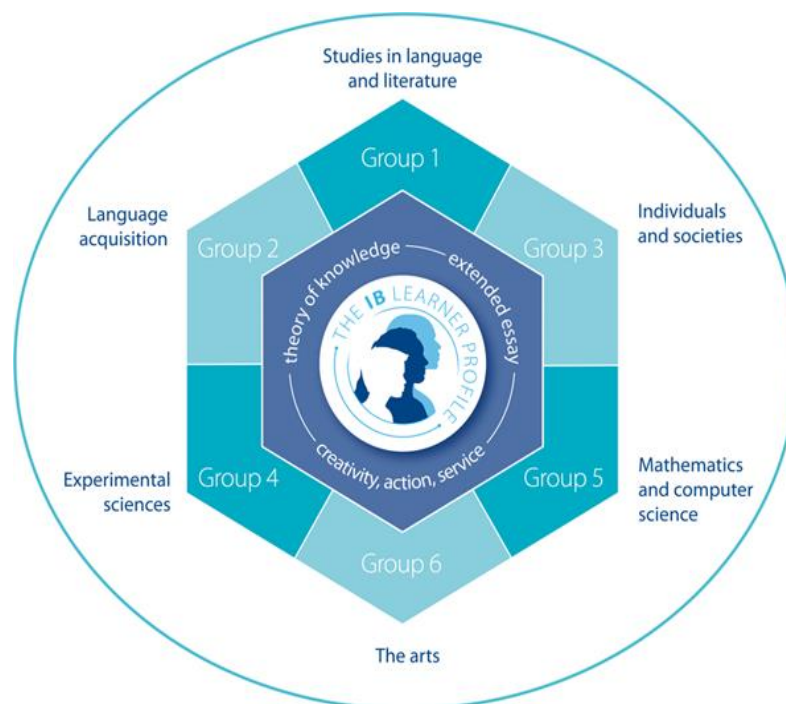 Studies in language
and literature
Group 1
Language
acquisition
Group 2
Individuals
and societies
Group 3
theory of knowledge
extended essay
THE IB LEARNER PROFILE
creativity, action, service
Experimental
sciences
Group 4
Group 5
Mathematics
and computer
science
Group 6
The arts